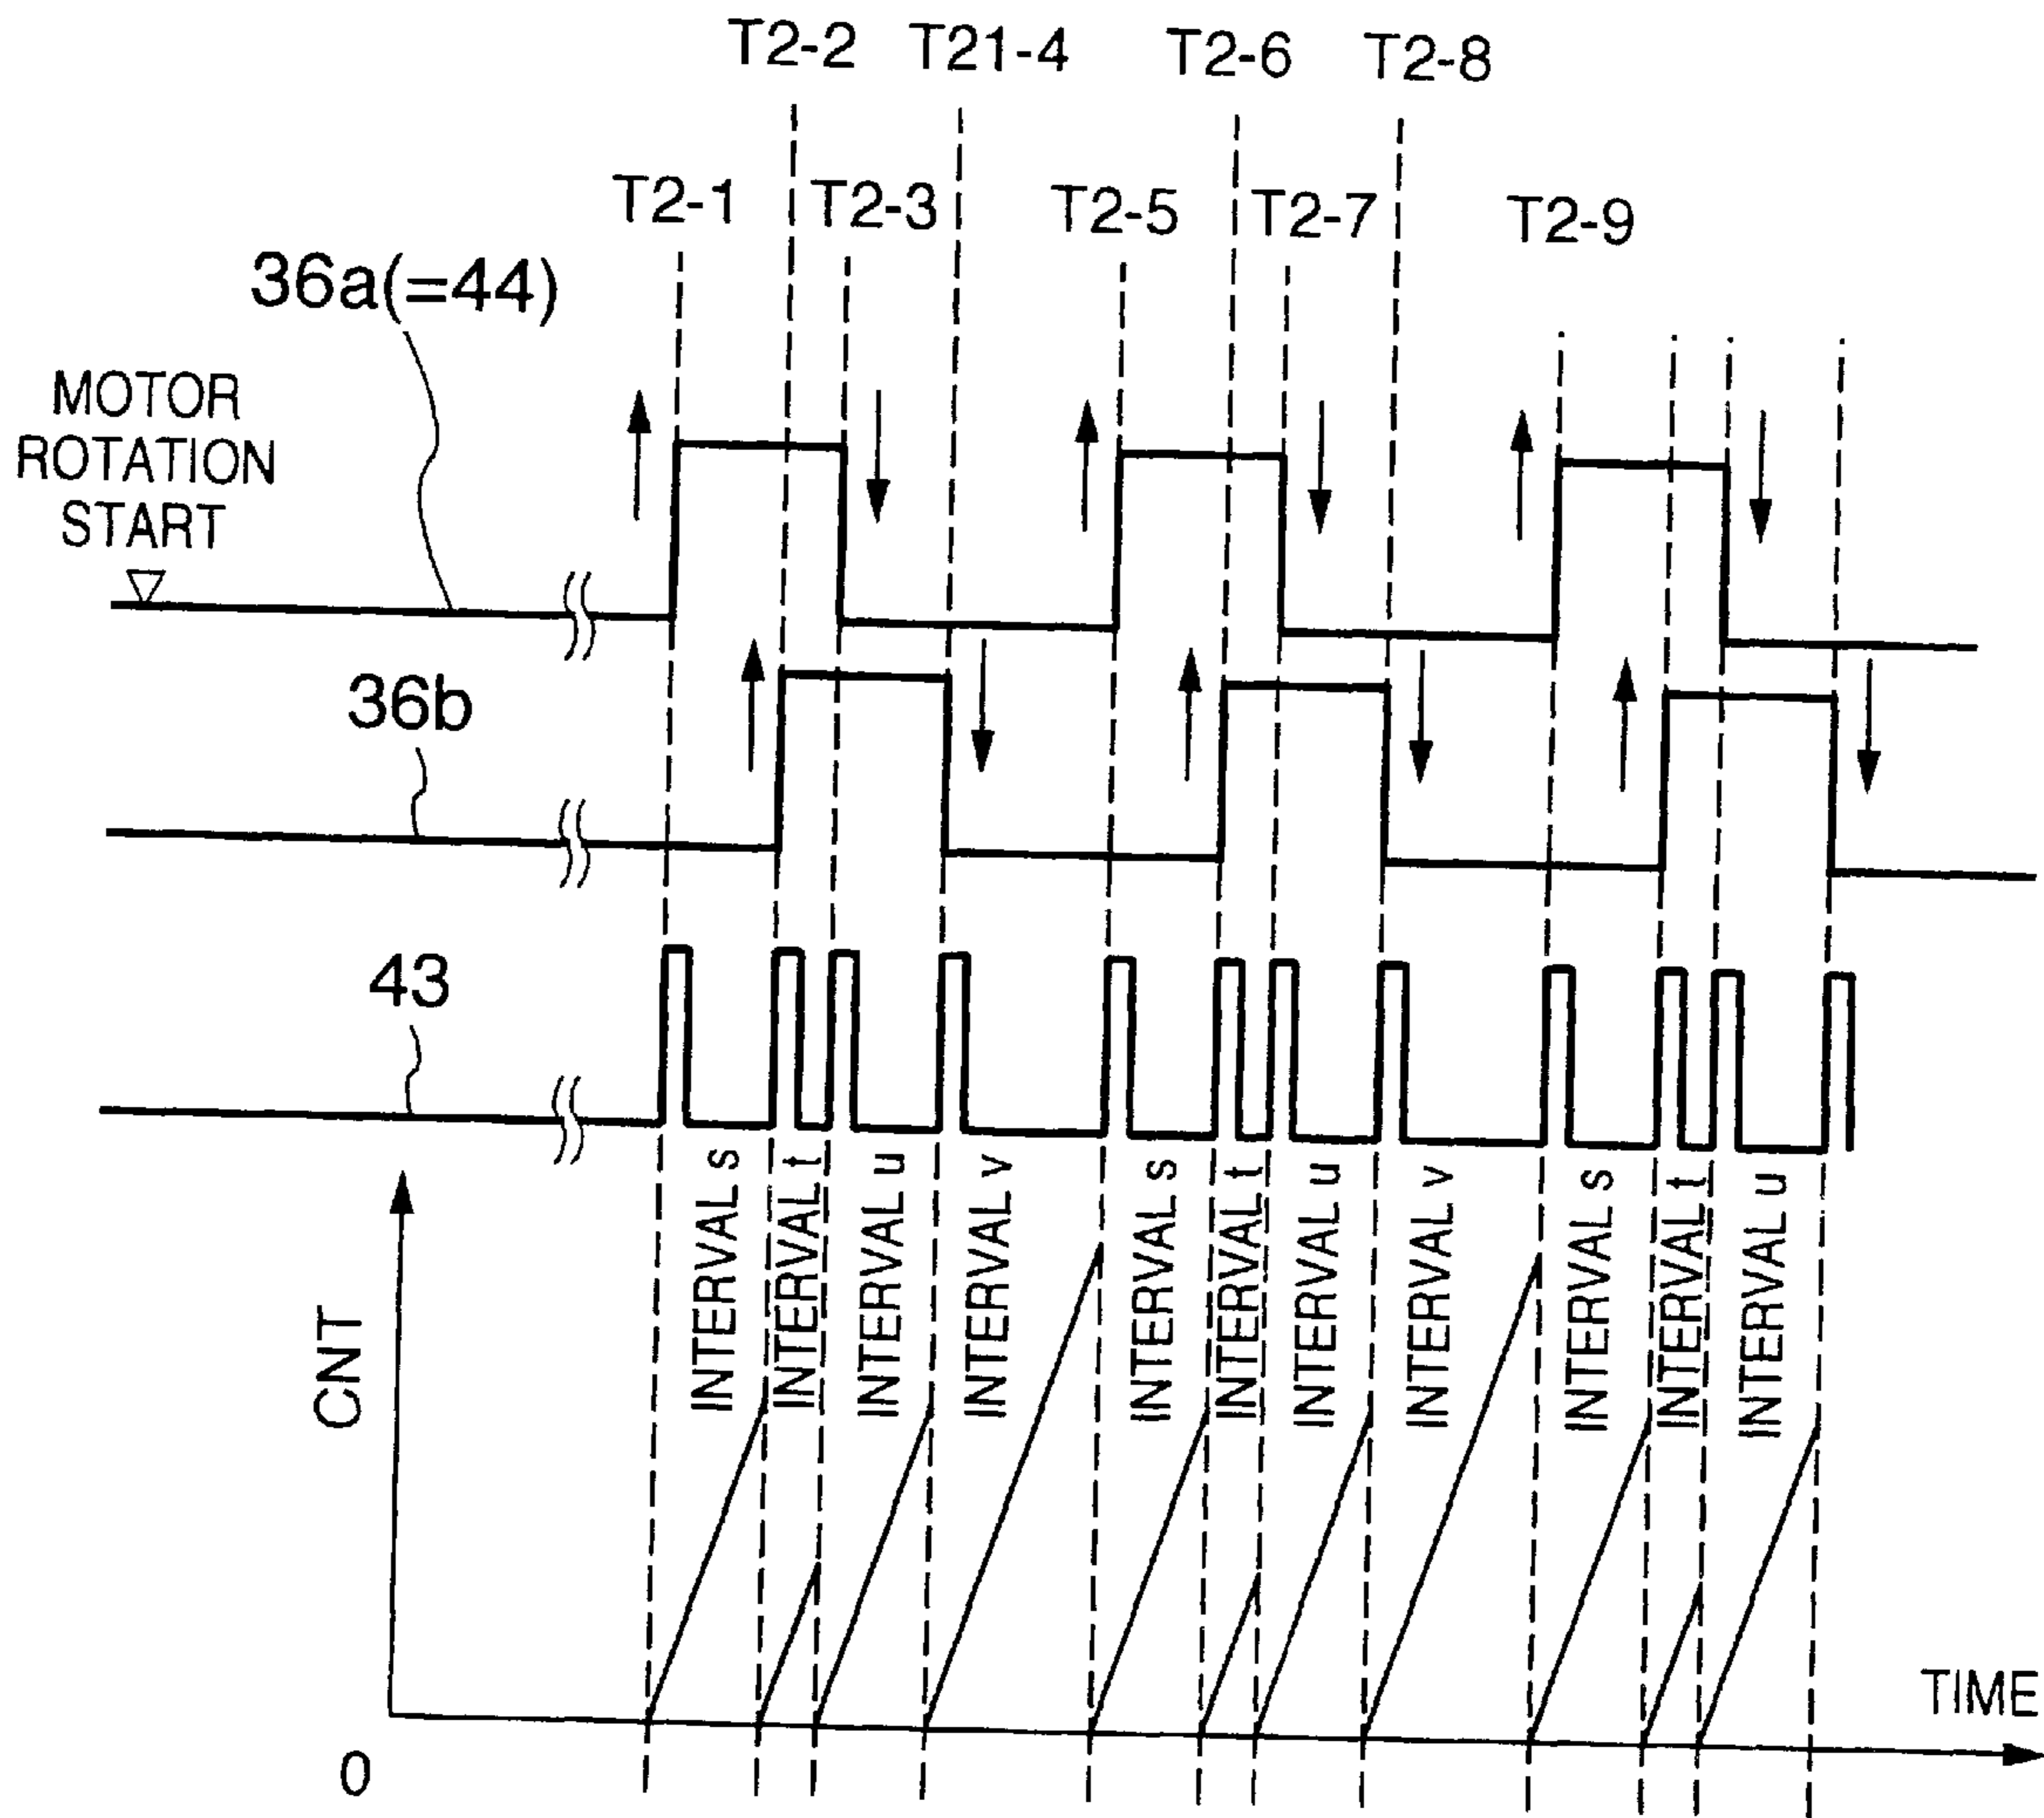 T2-2 T21-4 T2-6 T2-8
T2-1 T2-3 T2-5 T2-7 T2-9
36a(=44)
MOTOR
ROTATION
START
36b
43
INTERVAL s
INTERVAL t
INTERVAL u
INTERVAL v
INTERVAL s
INTERVAL t
INTERVAL u
INTERVAL v
INTERVAL s
INTERVAL t
INTERVAL u
CNT
TIME
0